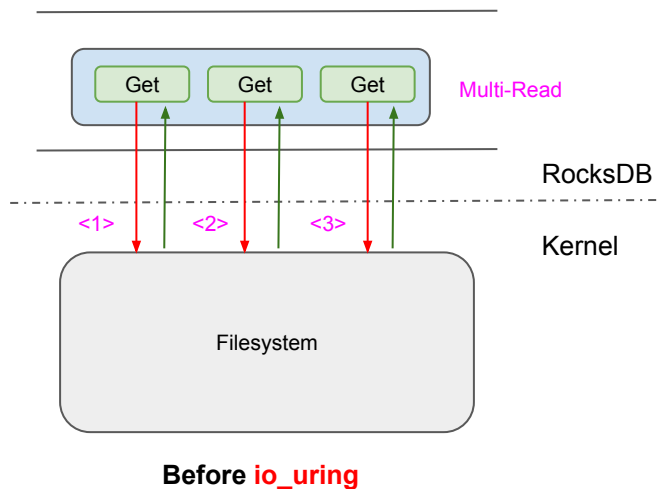 Get Get Get
Multi-Read
RocksDB
<1> <2> <3>
Kernel
Filesystem
Before io_uring